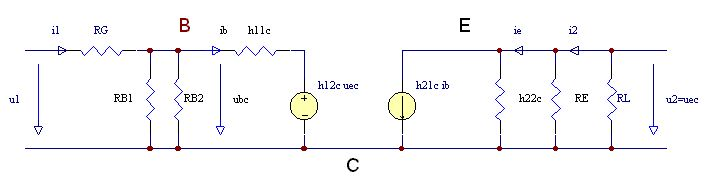 i1 RG B ib h11c E ie i2
u1 RB1 RB2 ubc h12c uec h21c ib h22c RE RL u2=uec
C